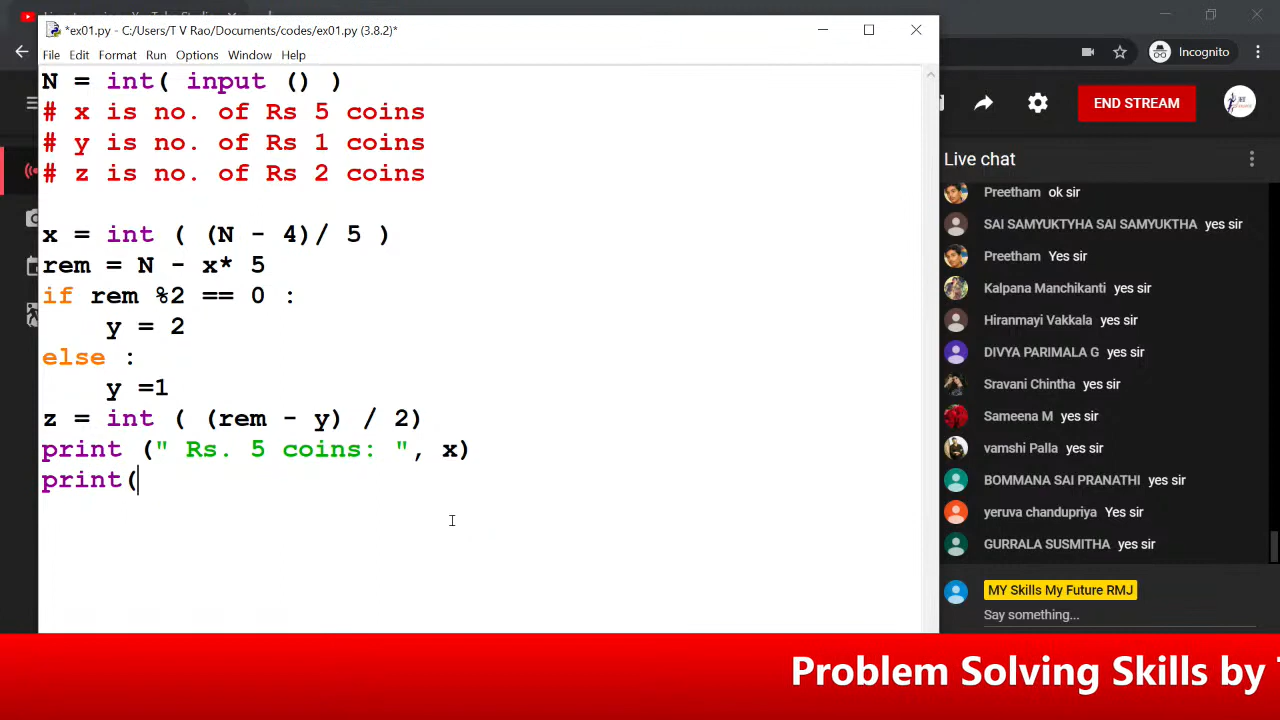 *ex01.py - C:/Users/T V Rao/Documents/codes/ex01.py (3.8.2)*
File Edit Format Run Options Window Help
N = int( input () )
# x is no. of Rs 5 coins
# y is no. of Rs 1 coins
# z is no. of Rs 2 coins
x = int ( (N - 4)/ 5 )
rem = N - x* 5
if rem %2 == 0 :
y = 2
else :
y =1
z = int ( (rem - y) / 2)
print (" Rs. 5 coins: ", x)
print(
Incognito
END STREAM
Live chat
Preetham ok sir
SAI SAMYUKTYHA SAI SAMYUKTHA yes sir
Preetham Yes sir
Kalpana Manchikanti yes sir
Hiranmayi Vakkala yes sir
DIVYA PARIMALA G yes sir
Sravani Chintha yes sir
Sameena M yes sir
vamshi Palla yes sir
BOMMANA SAI PRANATHI yes sir
yeruva chandupriya Yes sir
GURRALA SUSMITHA yes sir
MY Skills My Future RMJ
Say something...
Problem Solving Skills by